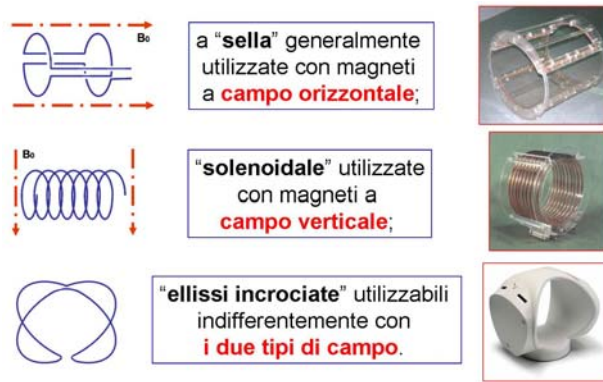 B₀
a “sella” generalmente
utilizzate con magneti
a campo orizzontale;
B₀
“solenoidale” utilizzate
con magneti a
campo verticale;
“ellissi incrociate” utilizzabili
indifferentemente con
i due tipi di campo.